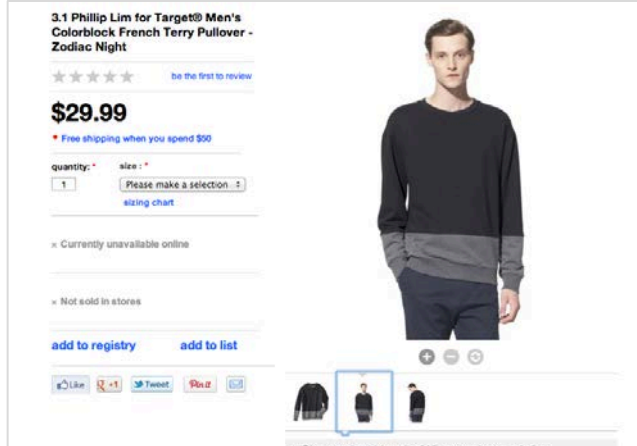 3.1 Phillip Lim for Target® Men's
Colorblock French Terry Pullover -
Zodiac Night
be the first to review
$29.99
Free shipping when you spend $50
quantity: * size : *
1 Please make a selection
sizing chart
× Currently unavailable online
× Not sold in stores
add to registry add to list
Like +1 Tweet Pin it